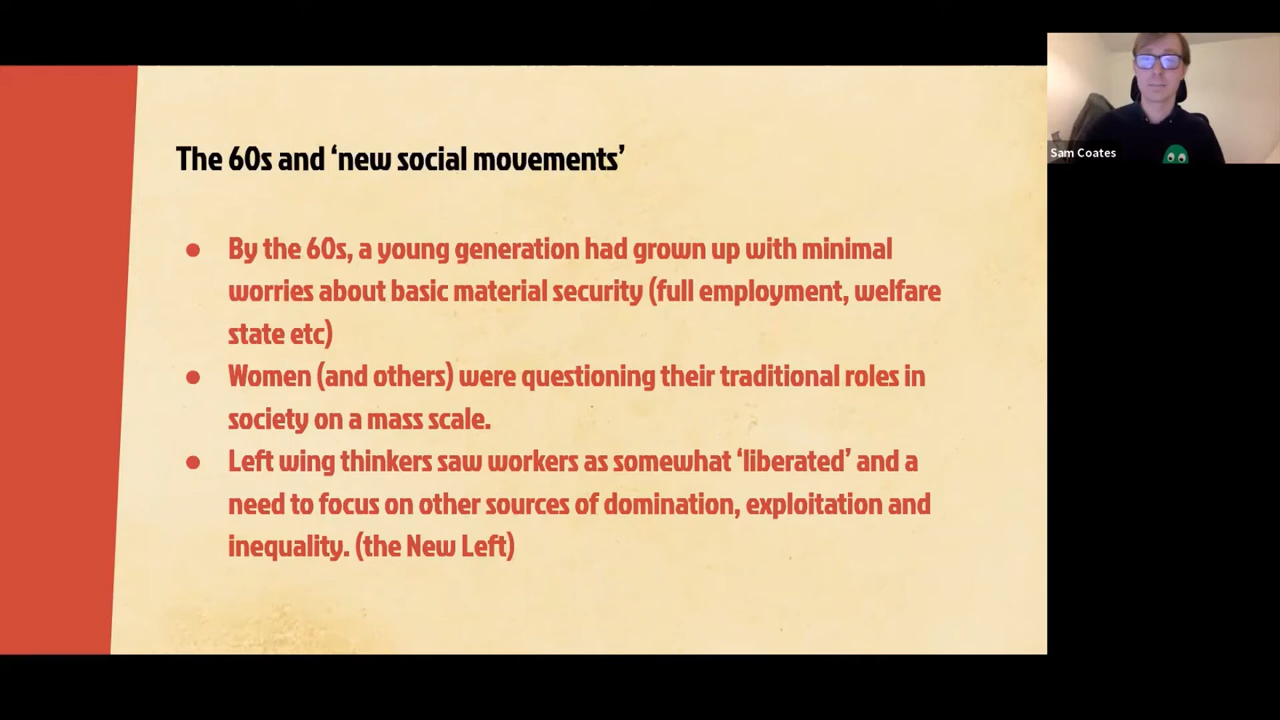 The 60s and ‘new social movements’
● By the 60s, a young generation had grown up with minimal
worries about basic material security (full employment, welfare
state etc)
● Women (and others) were questioning their traditional roles in
society on a mass scale.
● Left wing thinkers saw workers as somewhat ‘liberated’ and a
need to focus on other sources of domination, exploitation and
inequality. (the New Left)
Sam Coates